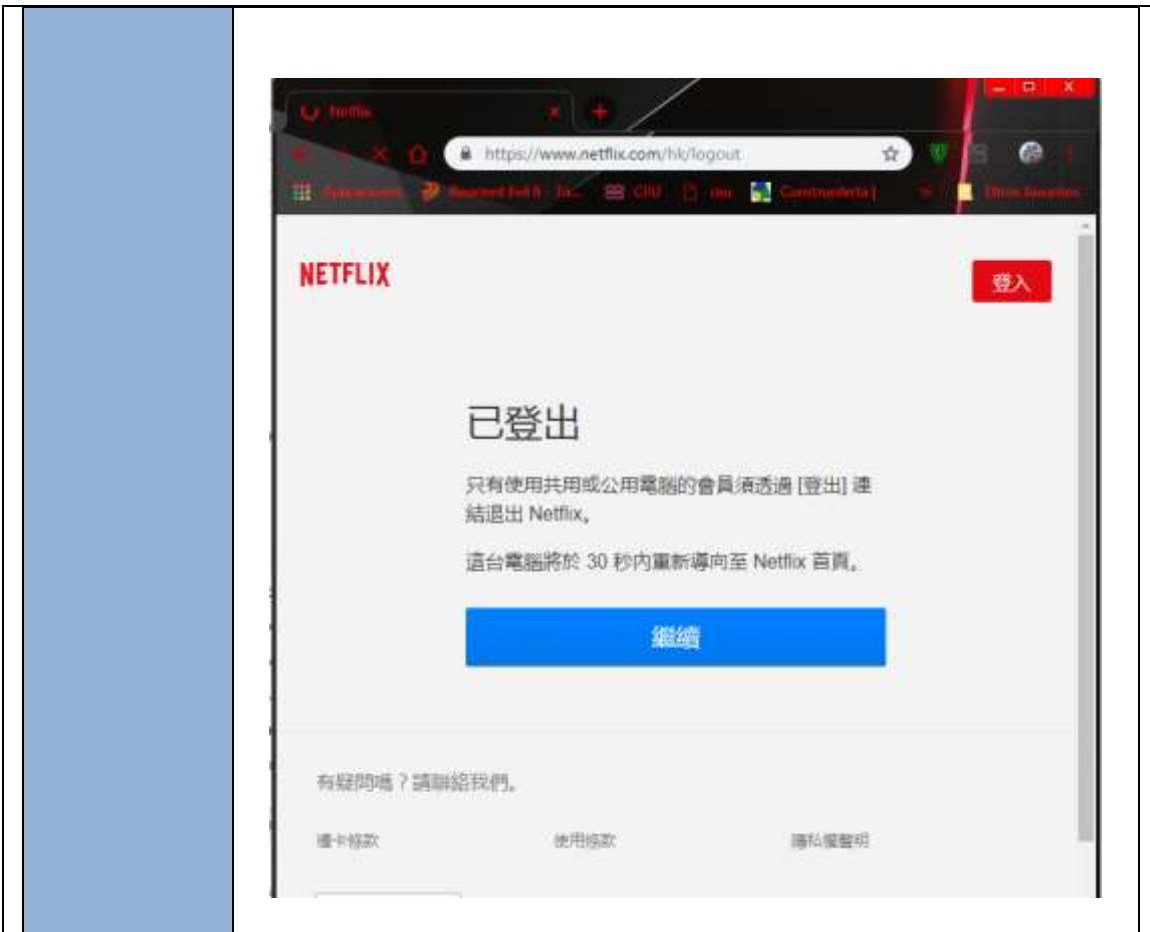 Netflix
https://www.netflix.com/hk/logout
CIIU
NETFLIX
登入
已登出
只有使用共用或公用電腦的會員須透過 [登出] 連
結退出 Netflix。
這台電腦將於 30 秒內重新導向至 Netflix 首頁。
繼續
有疑問嗎？請聯絡我們。
禮卡條款
使用條款
隱私權聲明